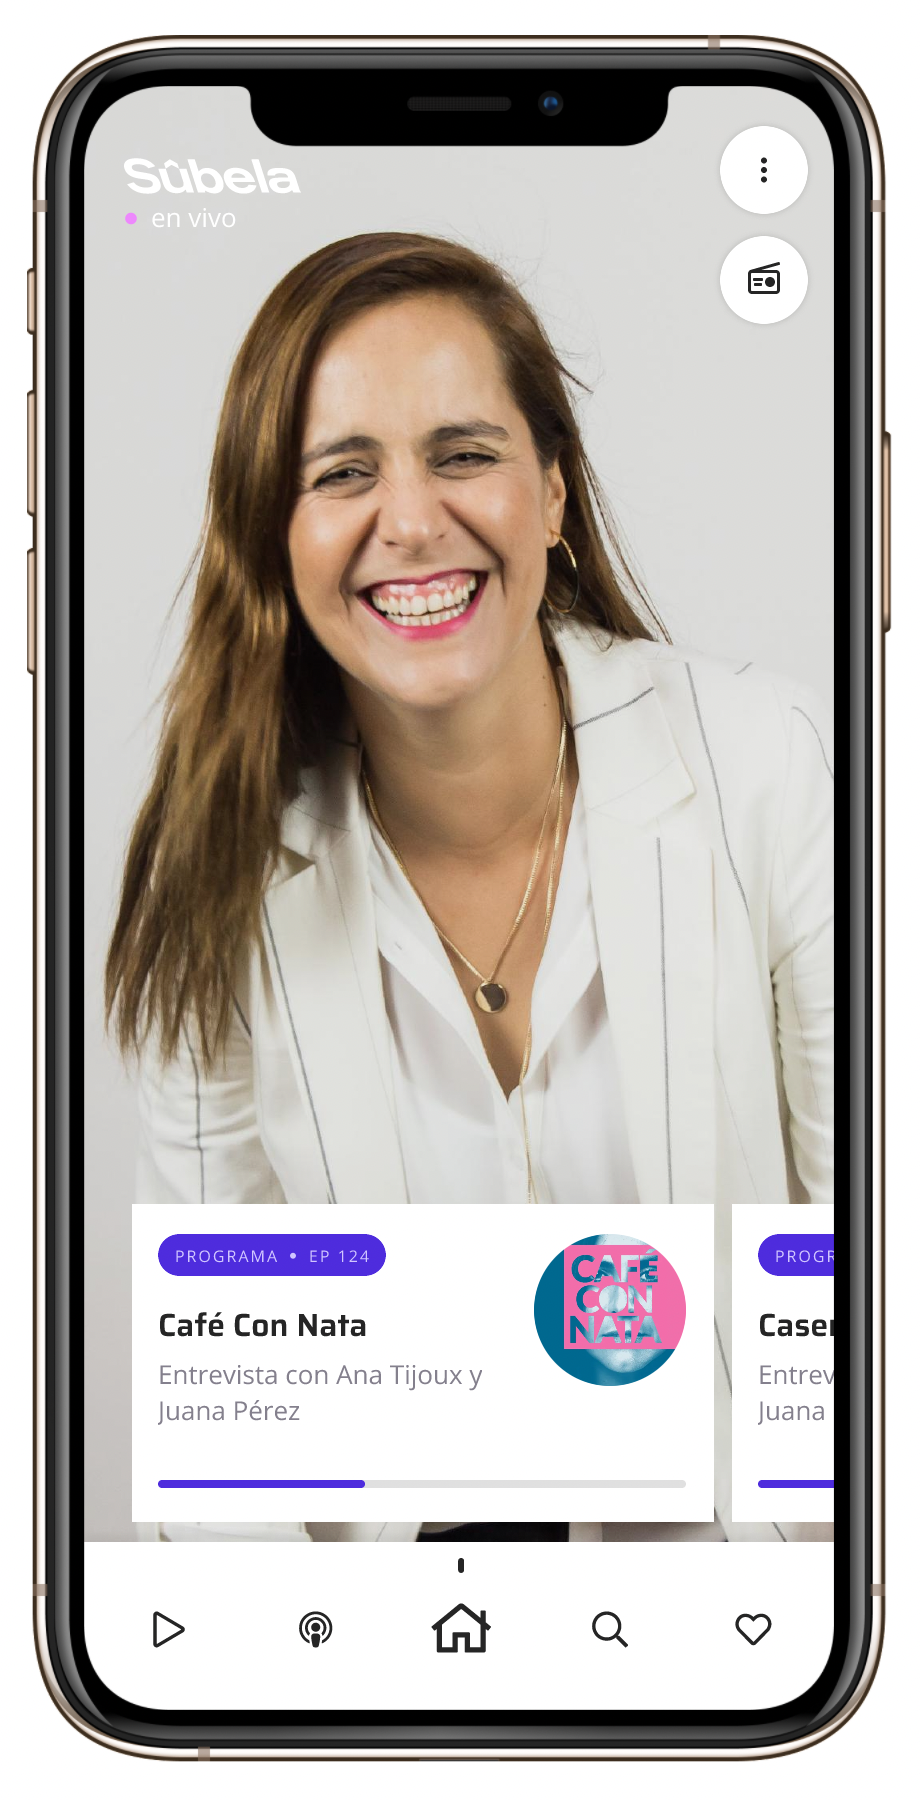 Sûbela
en vivo
PROGRAMA • EP 124
CAFÉ
CON
NATA
Café Con Nata
Entrevista con Ana Tijoux y
Juana Pérez
PROGR
Caser
Entrev
Juana